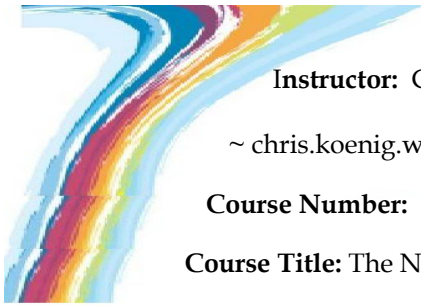 Instructor:
~ chris.koenig.w
Course Number:
Course Title: The N